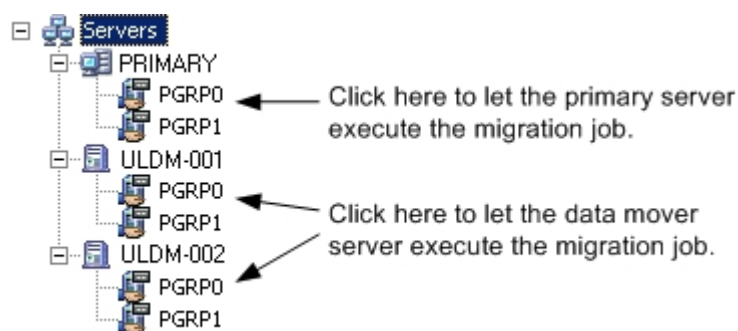 Servers
PRIMARY
PGRP0
PGRP1
Click here to let the primary server
execute the migration job.
ULDM-001
PGRP0
PGRP1
Click here to let the data mover
server execute the migration job.
ULDM-002
PGRP0
PGRP1